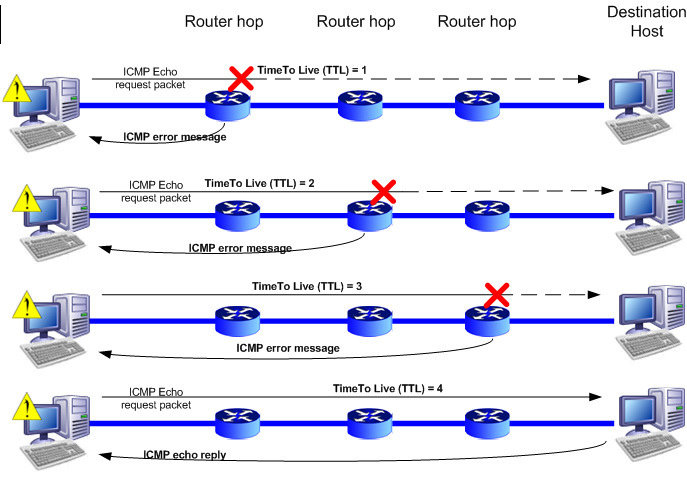 Router hop
Router hop
Router hop
Destination
Host
ICMP Echo
request packet
TimeTo Live (TTL) = 1
ICMP error message
ICMP Echo
request packet
TimeTo Live (TTL) = 2
ICMP error message
TimeTo Live (TTL) = 3
ICMP error message
ICMP Echo
request packet
TimeTo Live (TTL) = 4
ICMP echo reply